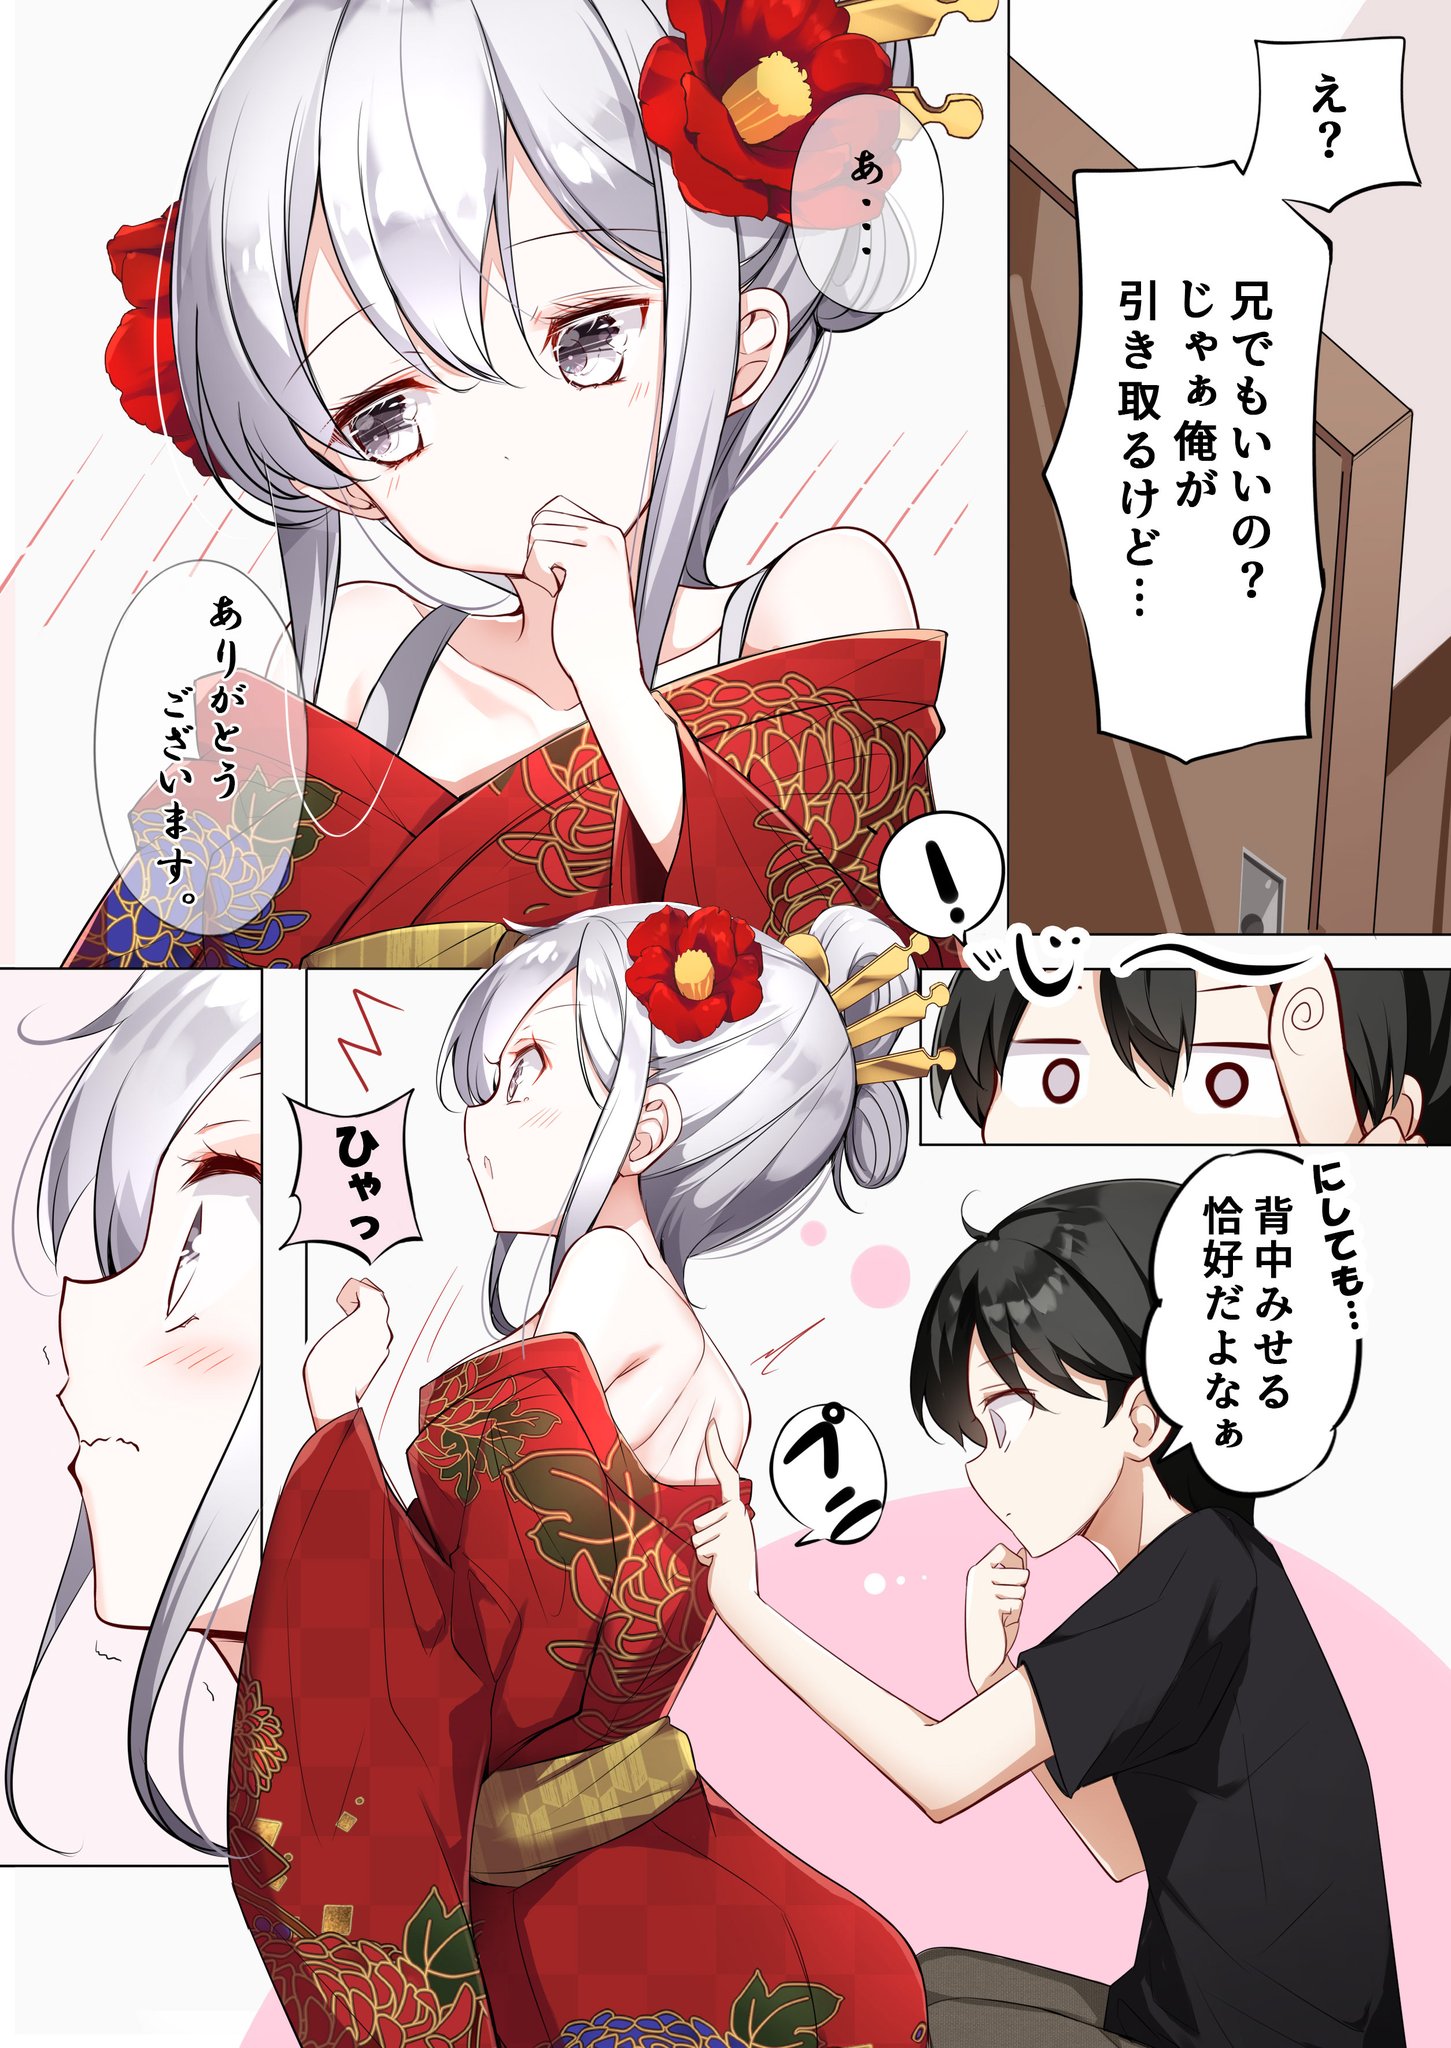 え？
兄でもいいの？
じゃぁ俺が
引き取るけど…
あ・・・
ありがとう
ございます。
！
じ〜
にしても…
背中みせる
恰好だよなぁ
ペラ
ひゃっ